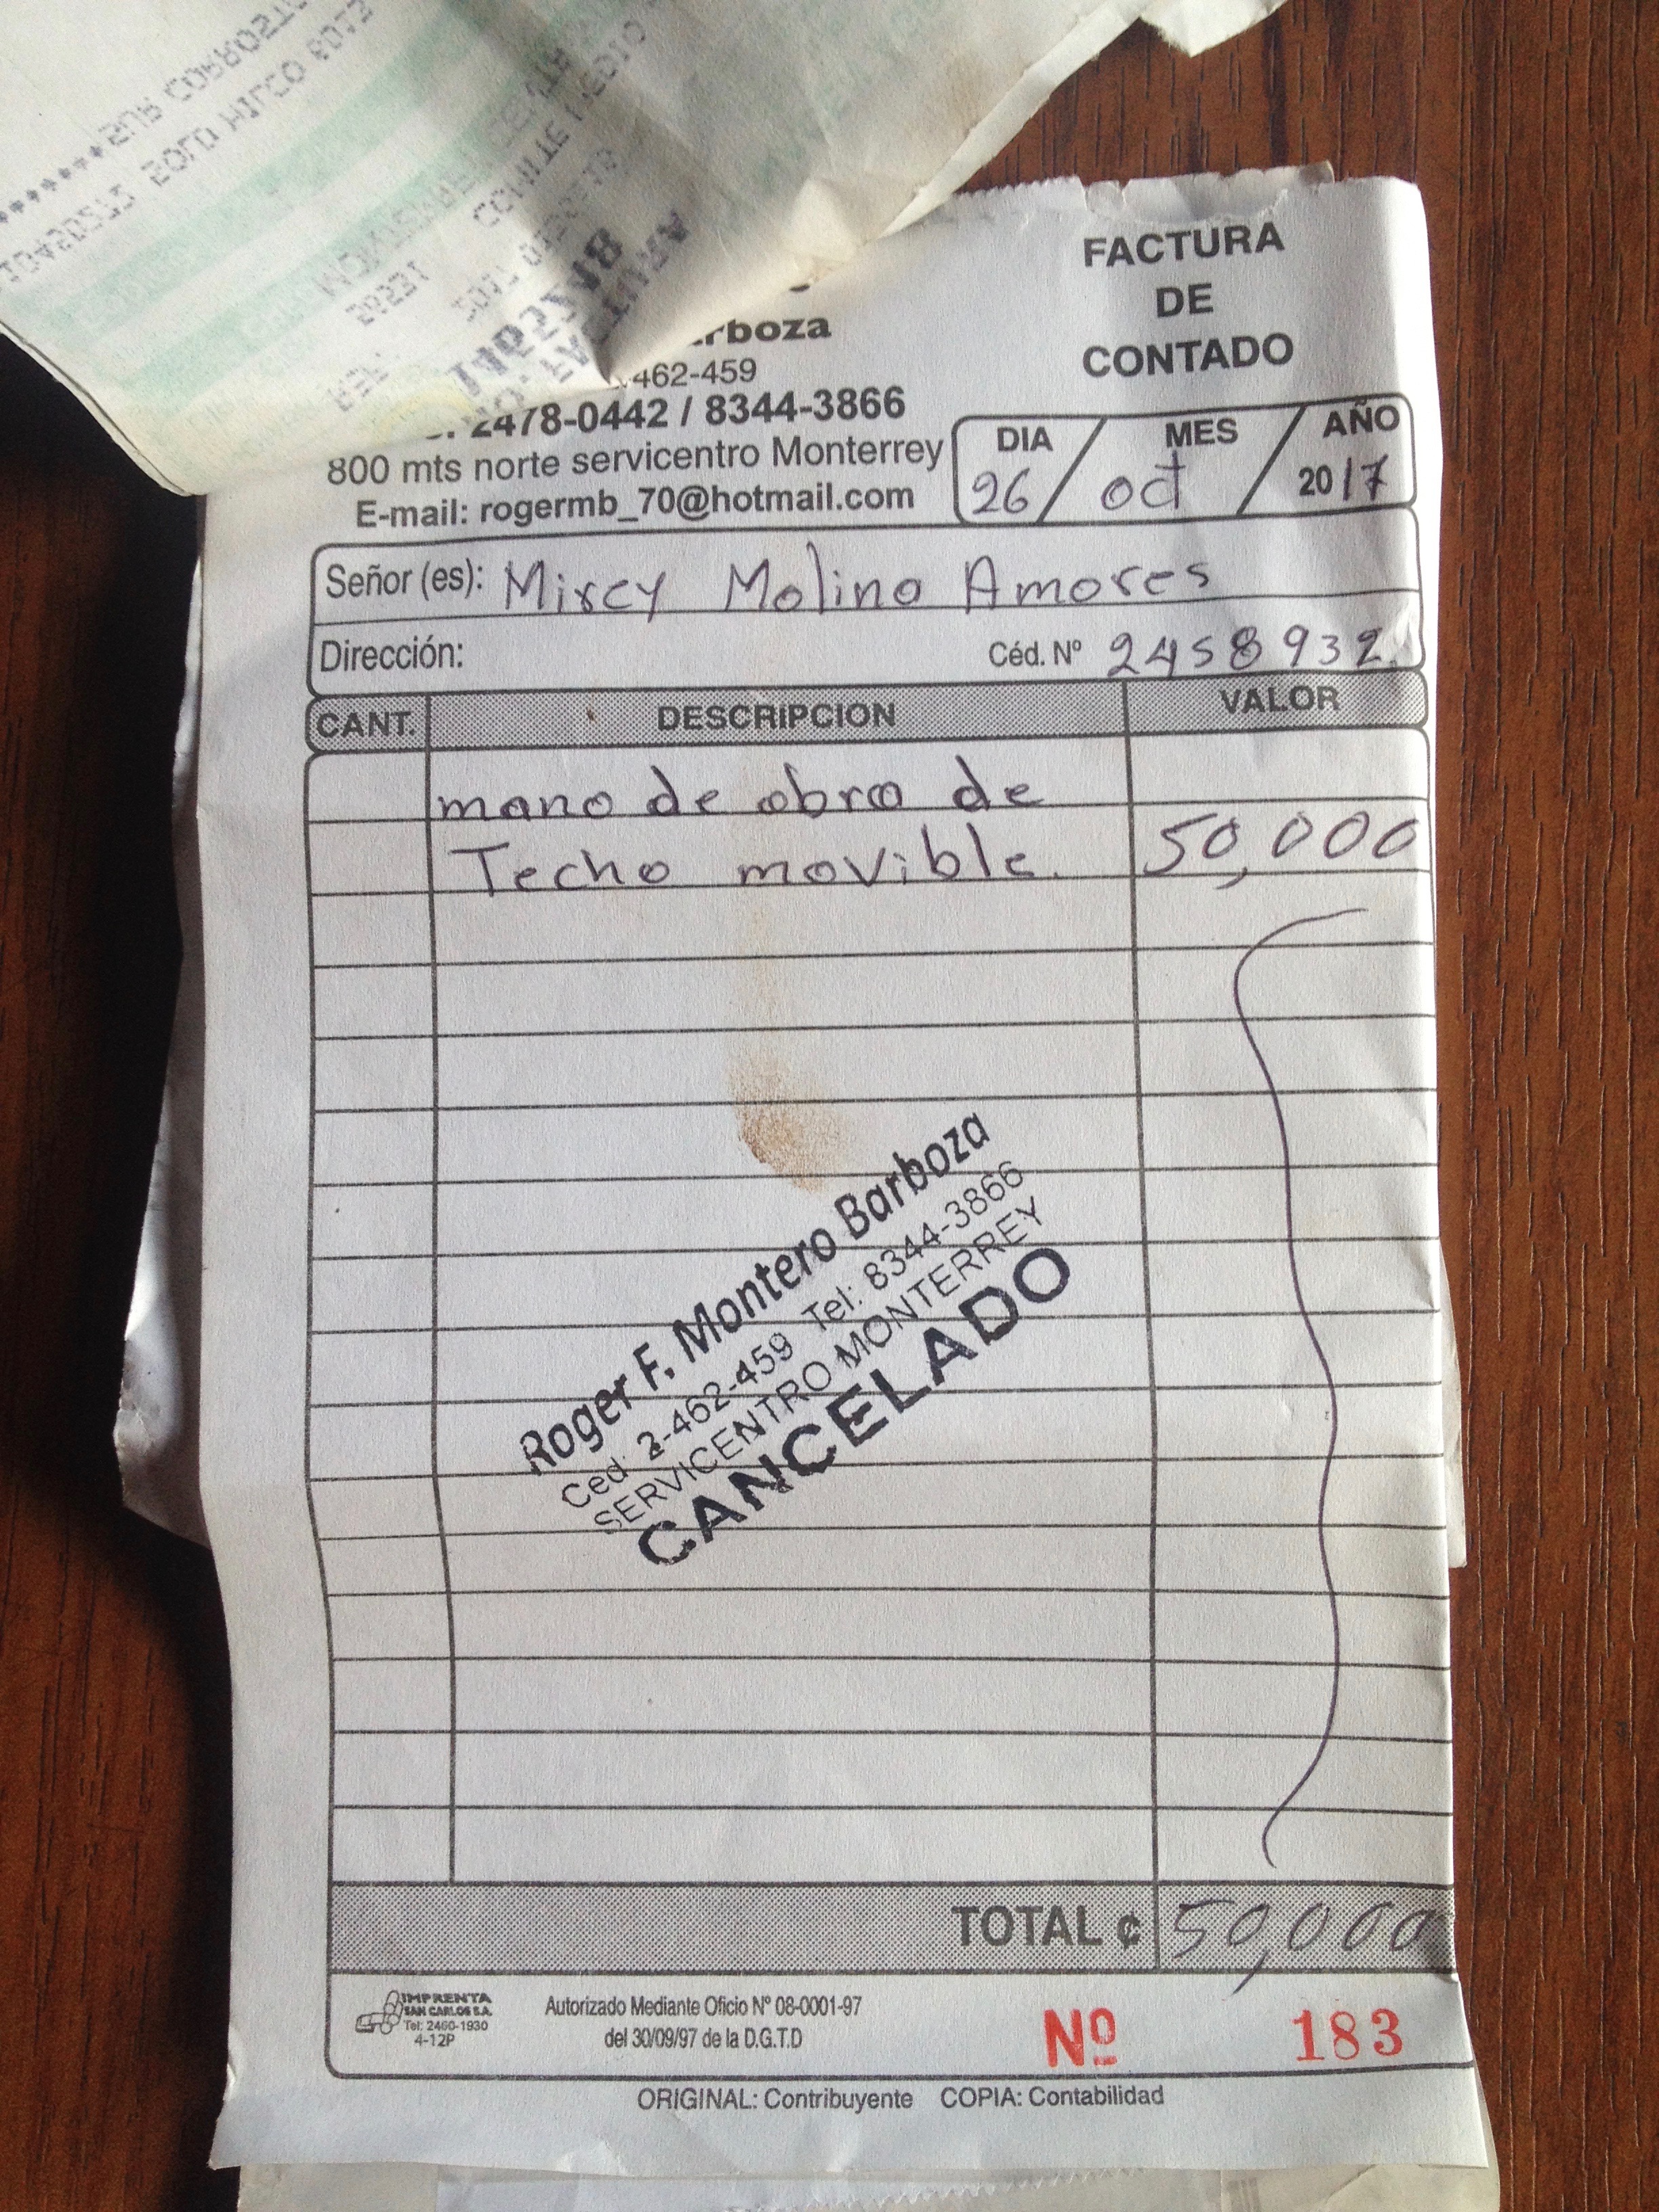 FACTURA
DE
CONTADO
rboza
462-459
2478-0442 / 8344-3866
800 mts norte servicentro Monterrey
E-mail: rogermb_70@hotmail.com
DIA MES AÑO
26 oct 2017
Señor (es): Mircy Molina Amores
Dirección: Céd. Nº 2458932
CANT. DESCRIPCION VALOR
mano de obra de
Techo movible. 50,000
Roger F. Montero Barboza
Ced 2-462-459 Tel: 8344-3866
SERVICENTRO MONTERREY
CANCELADO
TOTAL ¢ 50,000
IMPRENTA
SAN CARLOS S.A.
Tel: 2460-1930
4-12P
Autorizado Mediante Oficio Nº 08-0001-97
del 30/09/97 de la D.G.T.D
Nº 183
ORIGINAL: Contribuyente COPIA: Contabilidad